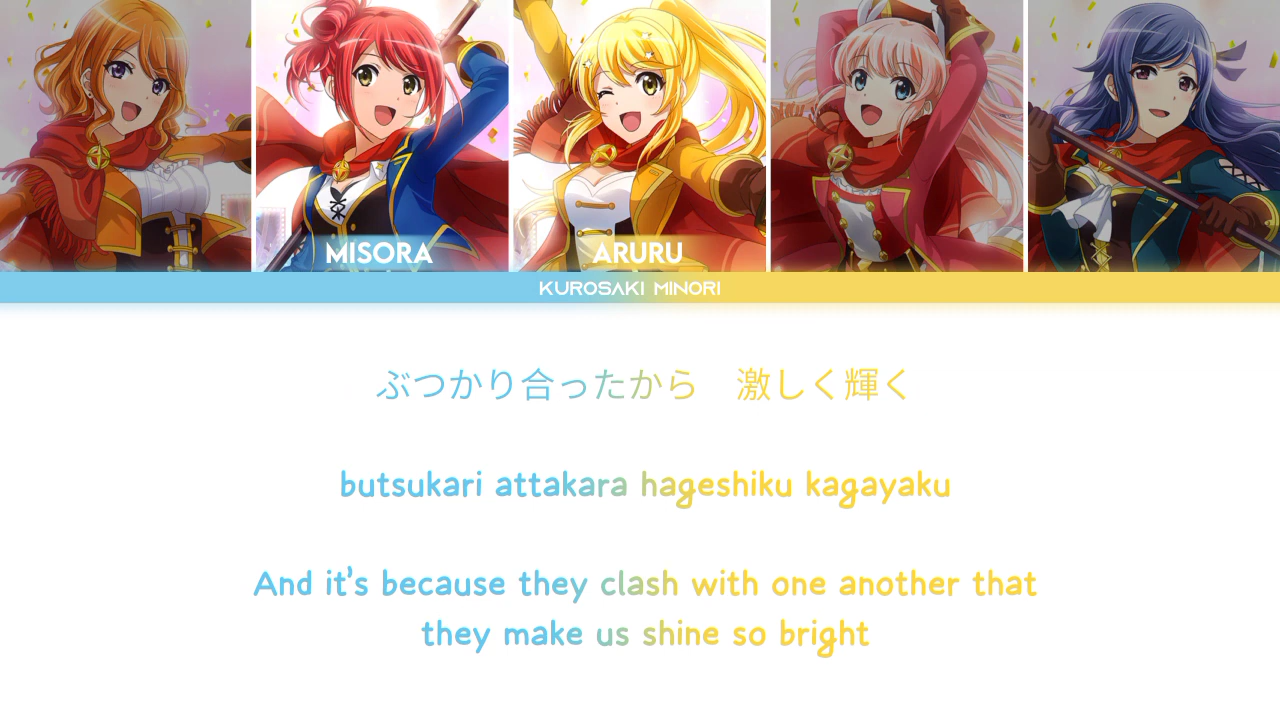 MISORA
ARURU
KUROSAKI MINORI
ぶつかり合ったから　激しく輝く
butsukari attakara hageshiku kagayaku
And it's because they clash with one another that
they make us shine so bright